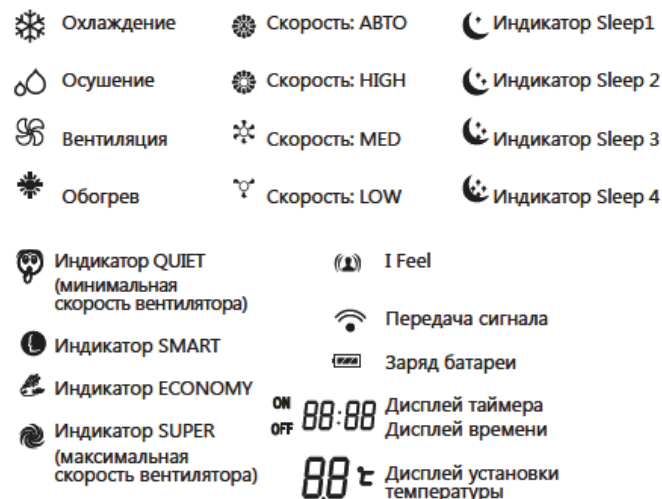 Охлаждение
Скорость: АВТО
Индикатор Sleep1
Осушение
Скорость: HIGH
Индикатор Sleep 2
Вентиляция
Скорость: MED
Индикатор Sleep 3
Обогрев
Скорость: LOW
Индикатор Sleep 4
Индикатор QUIET
(минимальная
скорость вентилятора)
Индикатор SMART
Индикатор ECONOMY
Индикатор SUPER
(максимальная
скорость вентилятора)
I Feel
Передача сигнала
Заряд батареи
ON
OFF
88:88
Дисплей таймера
Дисплей времени
88 ℃
Дисплей установки
температуры